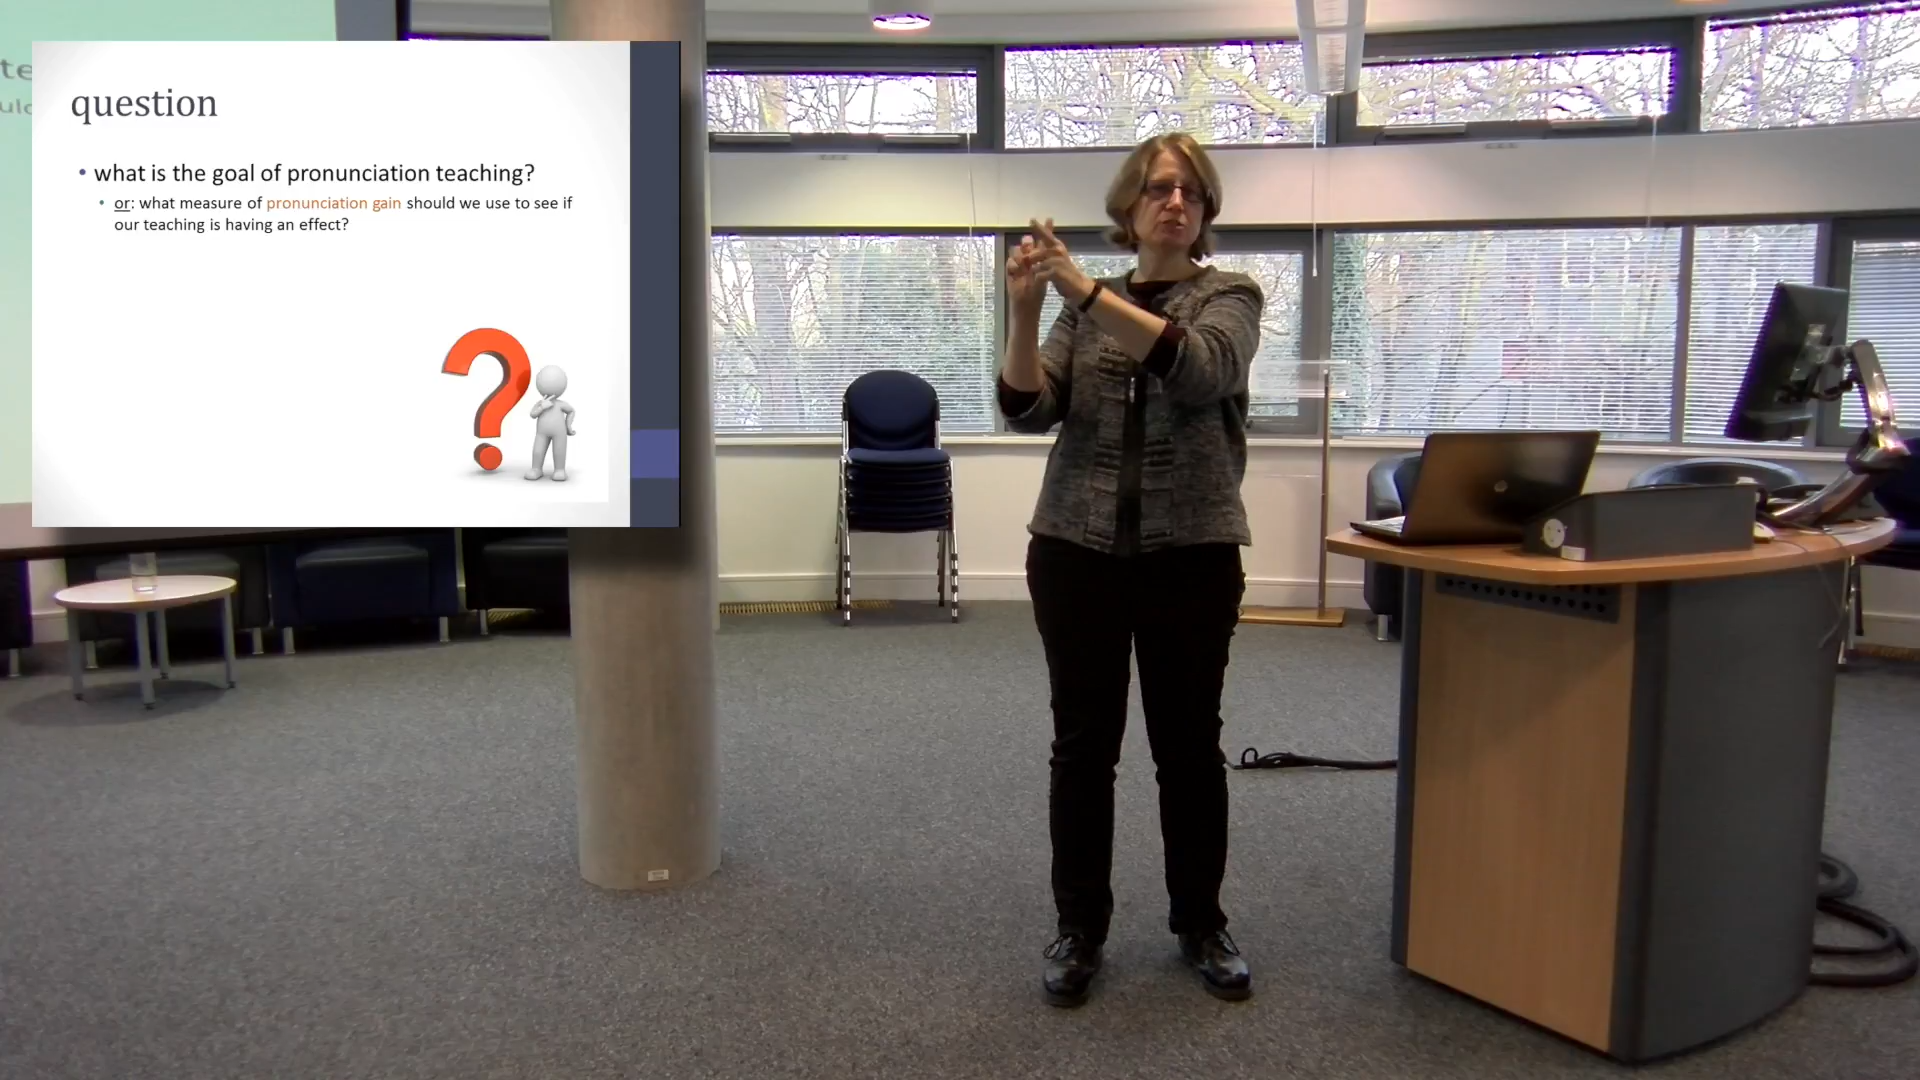 question
• what is the goal of pronunciation teaching?
• or: what measure of pronunciation gain should we use to see if
our teaching is having an effect?